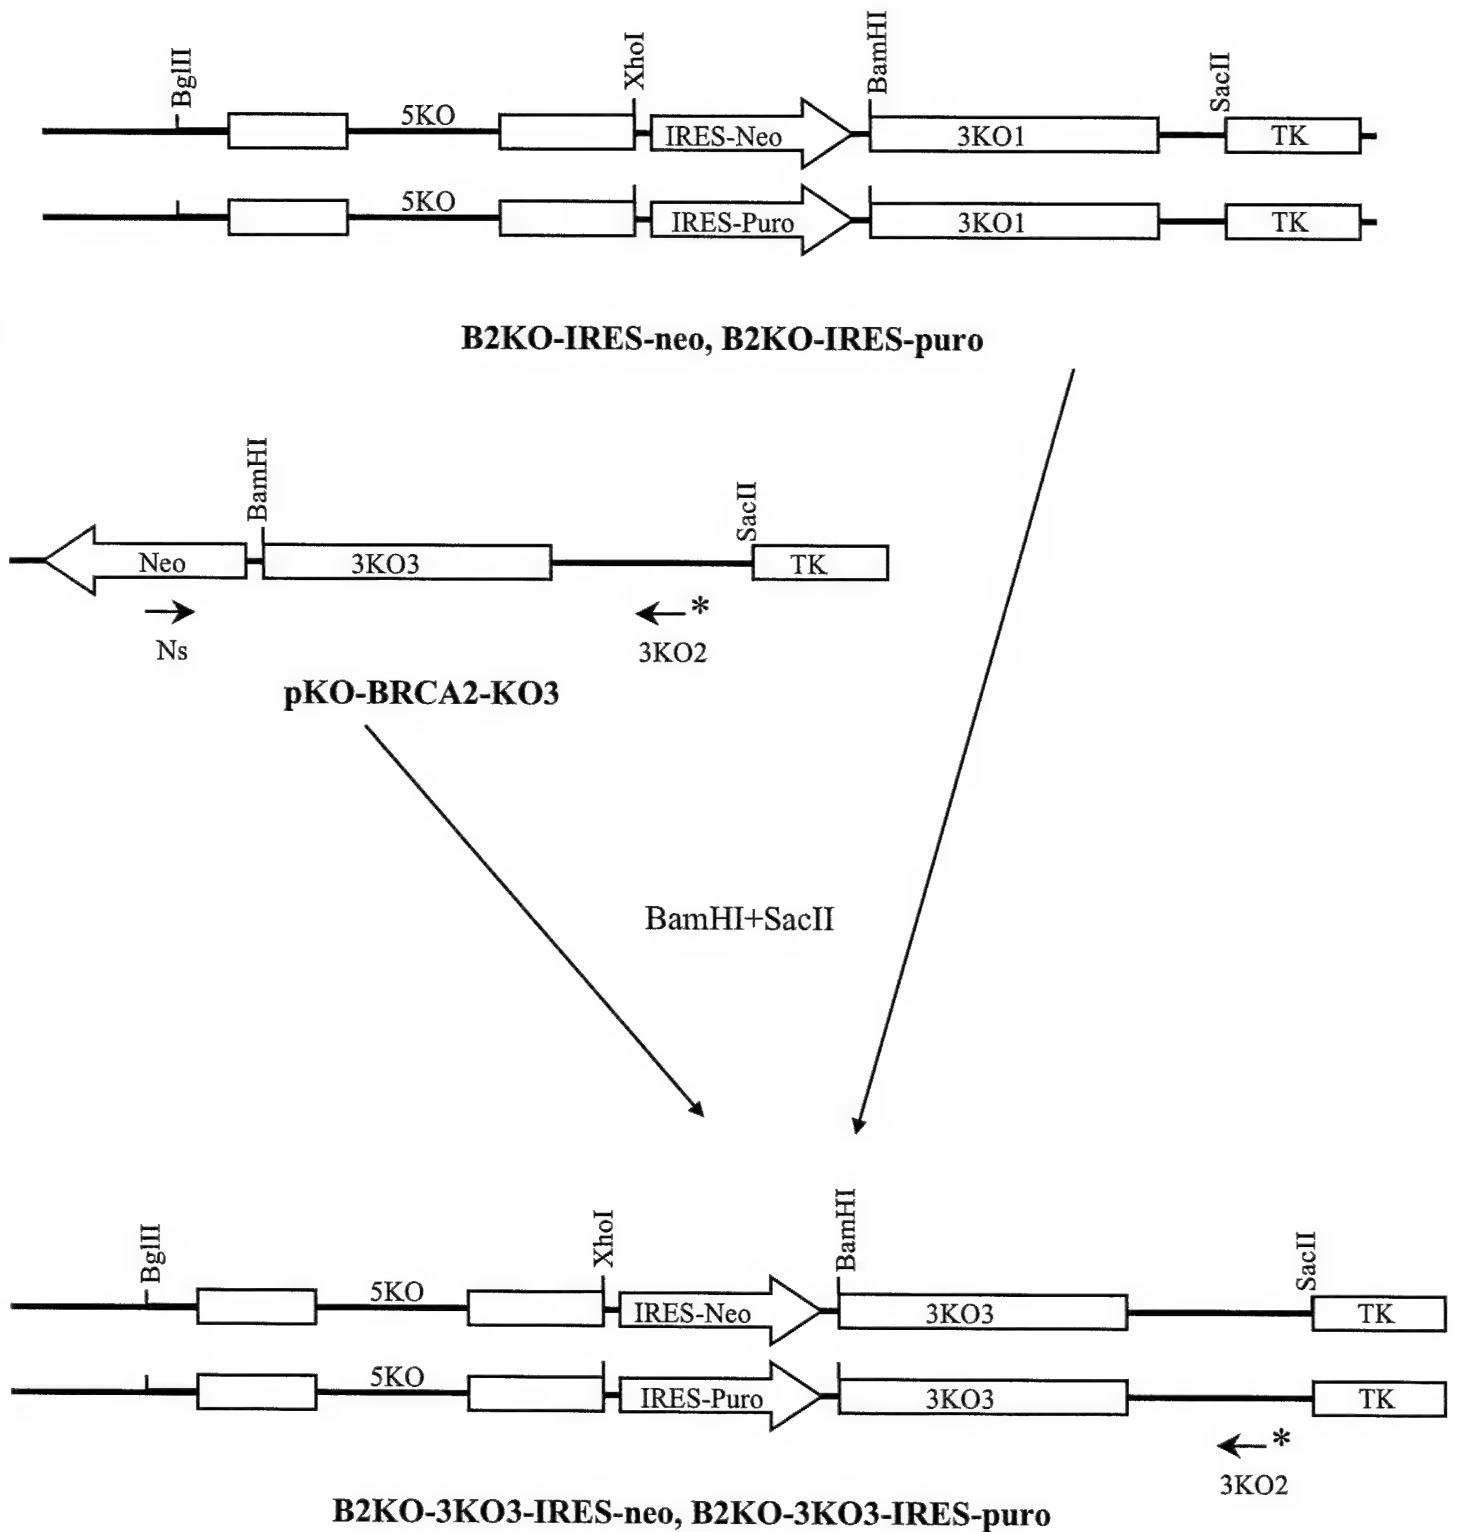 BglII XhoI BamHI SacII
5KO IRES-Neo 3KO1 TK
5KO IRES-Puro 3KO1 TK
B2KO-IRES-neo, B2KO-IRES-puro
BamHI SacII
Neo 3KO3 TK
*
Ns 3KO2
pKO-BRCA2-KO3
BamHI+SacII
BglII XhoI BamHI SacII
5KO IRES-Neo 3KO3 TK
5KO IRES-Puro 3KO3 TK
*
3KO2
B2KO-3KO3-IRES-neo, B2KO-3KO3-IRES-puro